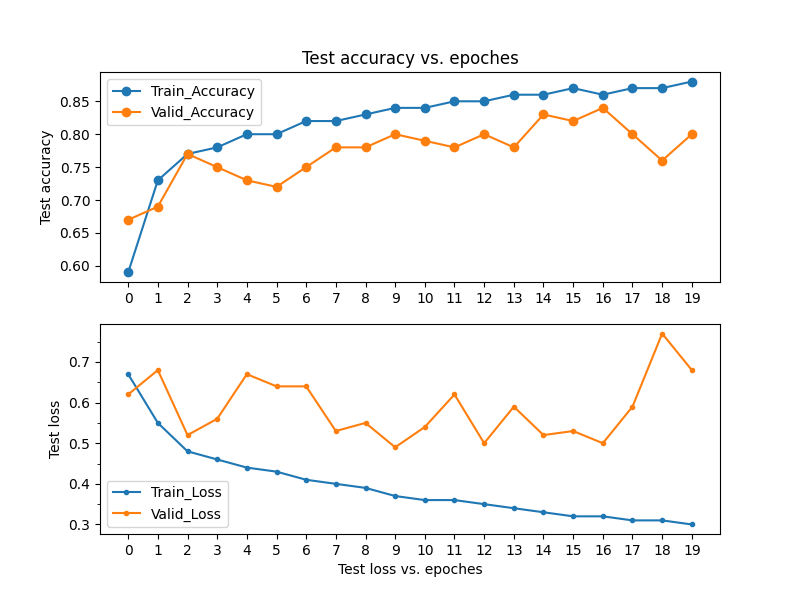 Test accuracy vs. epoches
Test accuracy
0.85
0.80
0.75
0.70
0.65
0.60
Train_Accuracy
Valid_Accuracy
0 1 2 3 4 5 6 7 8 9 10 11 12 13 14 15 16 17 18 19
Test loss
0.7
0.6
0.5
0.4
0.3
Train_Loss
Valid_Loss
0 1 2 3 4 5 6 7 8 9 10 11 12 13 14 15 16 17 18 19
Test loss vs. epoches